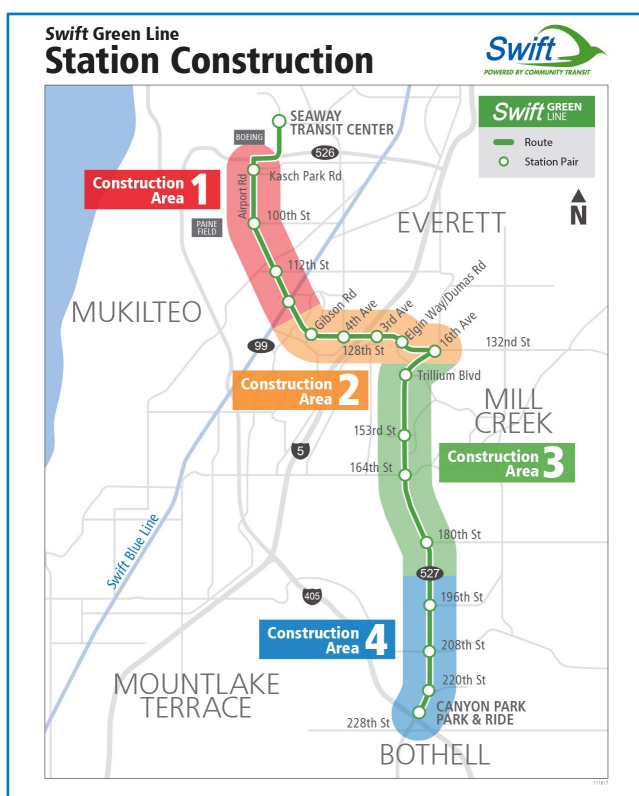 Swift Green Line
Station Construction
Swift
POWERED BY COMMUNITY TRANSIT
Swift GREEN
LINE
Route
Station Pair
N
SEAWAY
TRANSIT CENTER
BOEING
526
Construction
Area 1
Airport Rd
Kasch Park Rd
100th St
PAINE
FIELD
EVERETT
112th St
MUKILTEO
Gibson Rd
4th Ave
3rd Ave
Elgin Way/Dumas Rd
16th Ave
132nd St
99
128th St
Construction
Area 2
Trillium Blvd
MILL
CREEK
153rd St
5
Construction
Area 3
164th St
180th St
Swift Blue Line
527
405
196th St
Construction
Area 4
208th St
220th St
MOUNTLAKE
TERRACE
CANYON PARK
PARK & RIDE
228th St
BOTHELL